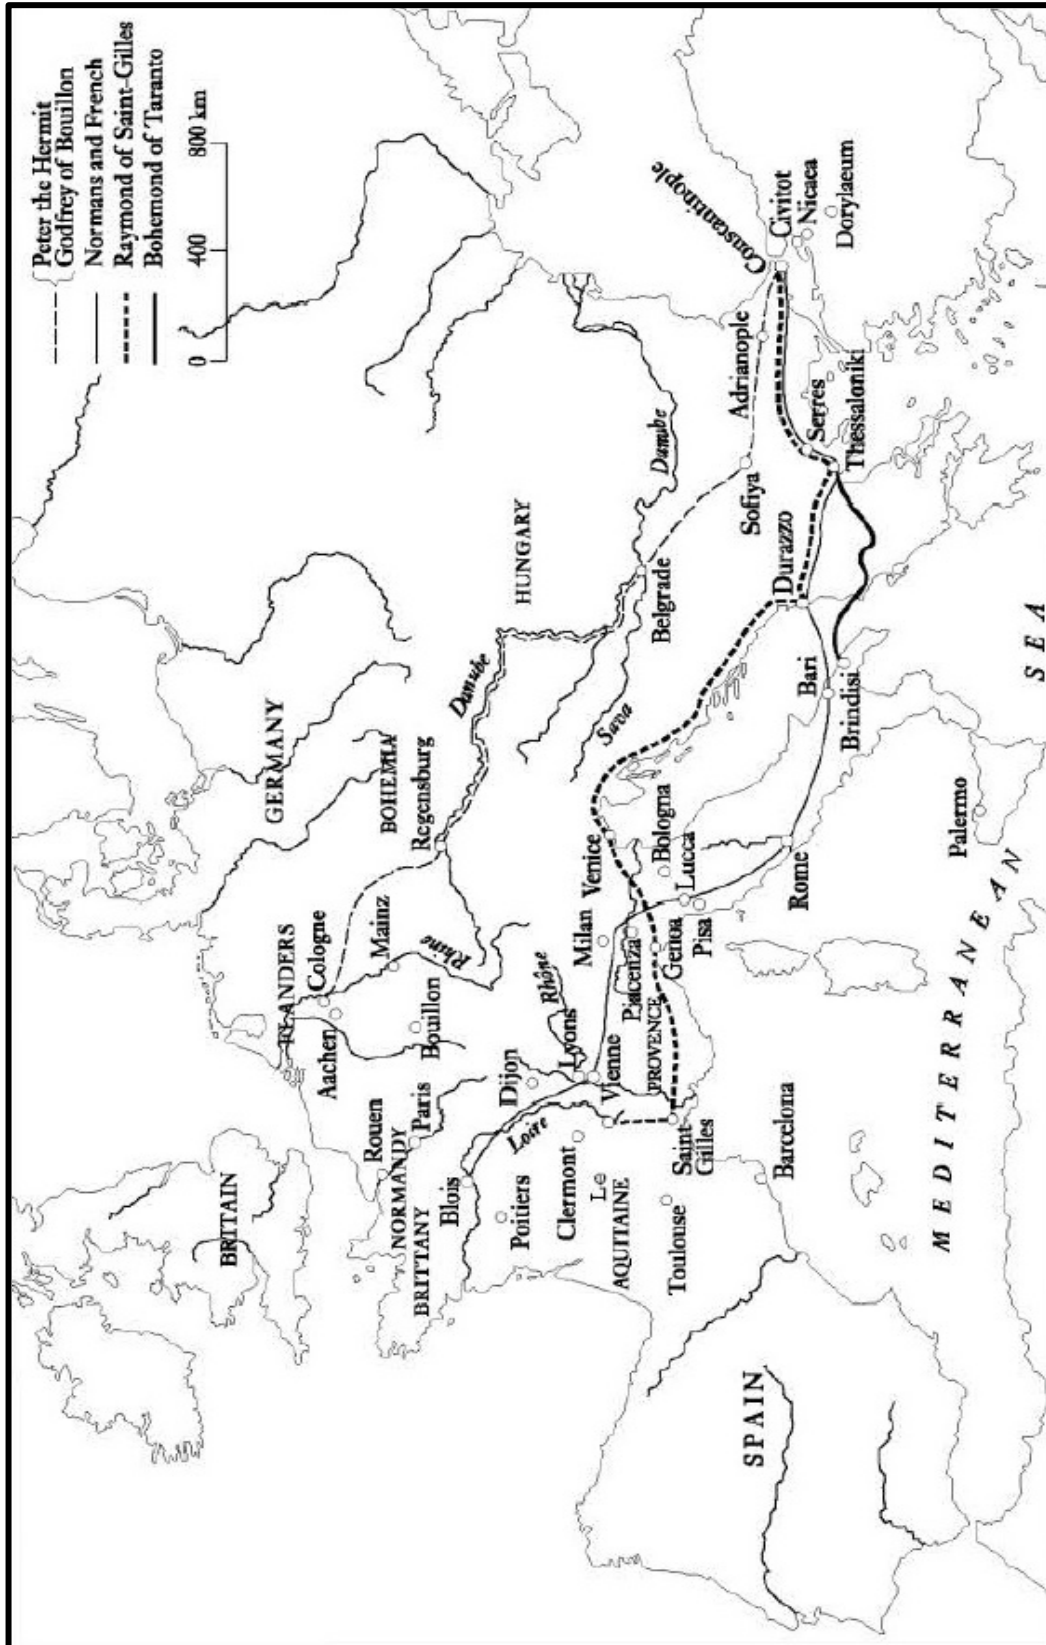 Peter the Hermit
Godfrey of Bouillon
Normans and French
Raymond of Saint-Gilles
Bohemond of Taranto
0 400 800 km
BRITTAIN
FLANDERS
Cologne
Aachen
GERMANY
Rouen
NORMANDY
Paris
BRITTANY
Bouillon
Mainz
Rhine
BOHEMIA
Regensburg
Danube
HUNGARY
Blois
Loire
Dijon
Poitiers
Clermont
Le
Lyons
Vienne
Rhône
Milan
Venice
Sava
Belgrade
Danube
AQUITAINE
PROVENCE
Piacenza
Genoa
Bologna
Lucca
Pisa
Toulouse
Saint-
Gilles
Sofiya
Adrianople
Constantinople
Civitot
Nicaea
Dorylaeum
Durazzo
Serres
Thessaloniki
Barcelona
Rome
Bari
Brindisi
SPAIN
Palermo
MEDITERRANEAN
SEA